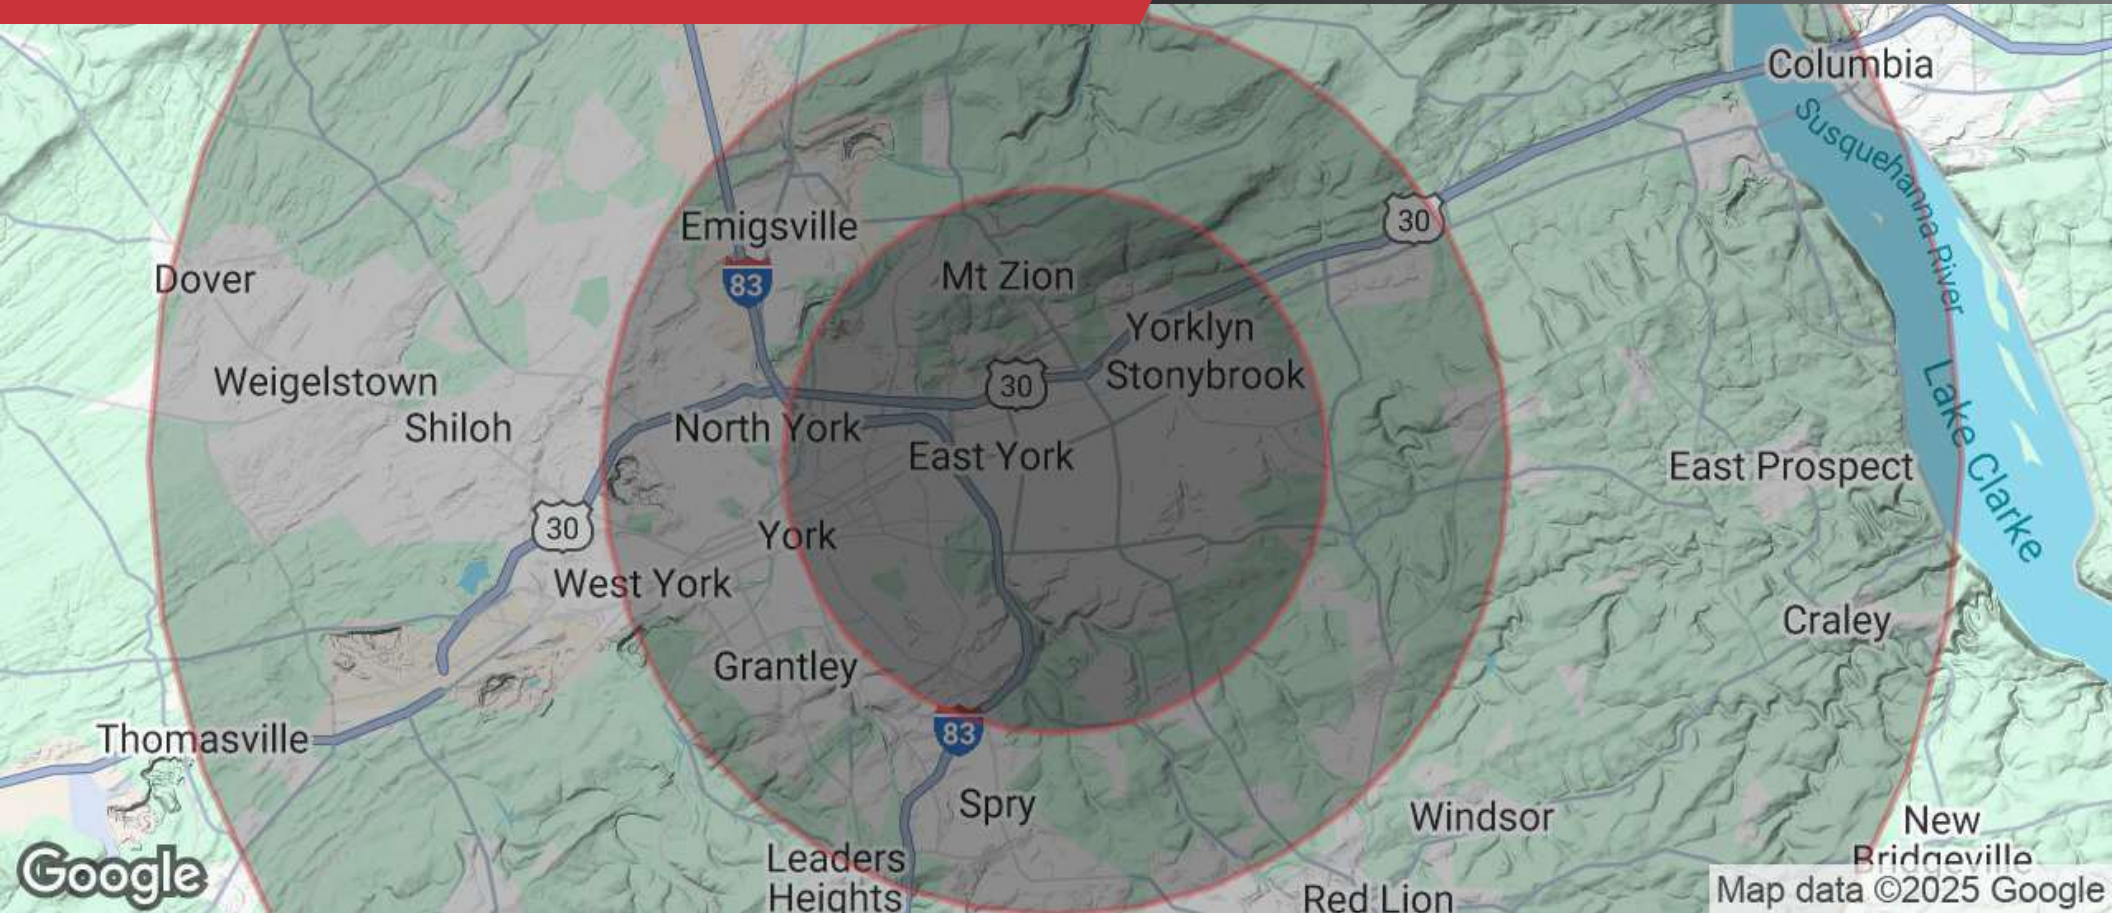 Columbia
Susquehanna River
30
Emigsville
Mt Zion
Dover
83
Yorklyn
Stonybrook
Weigelstown
30
Shiloh
North York
East York
Lake Clarke
East Prospect
30
York
West York
Craley
Grantley
Thomasville
83
Spry
Windsor
New
Bridgeville
Leaders
Heights
Red Lion
Google
Map data ©2025 Google